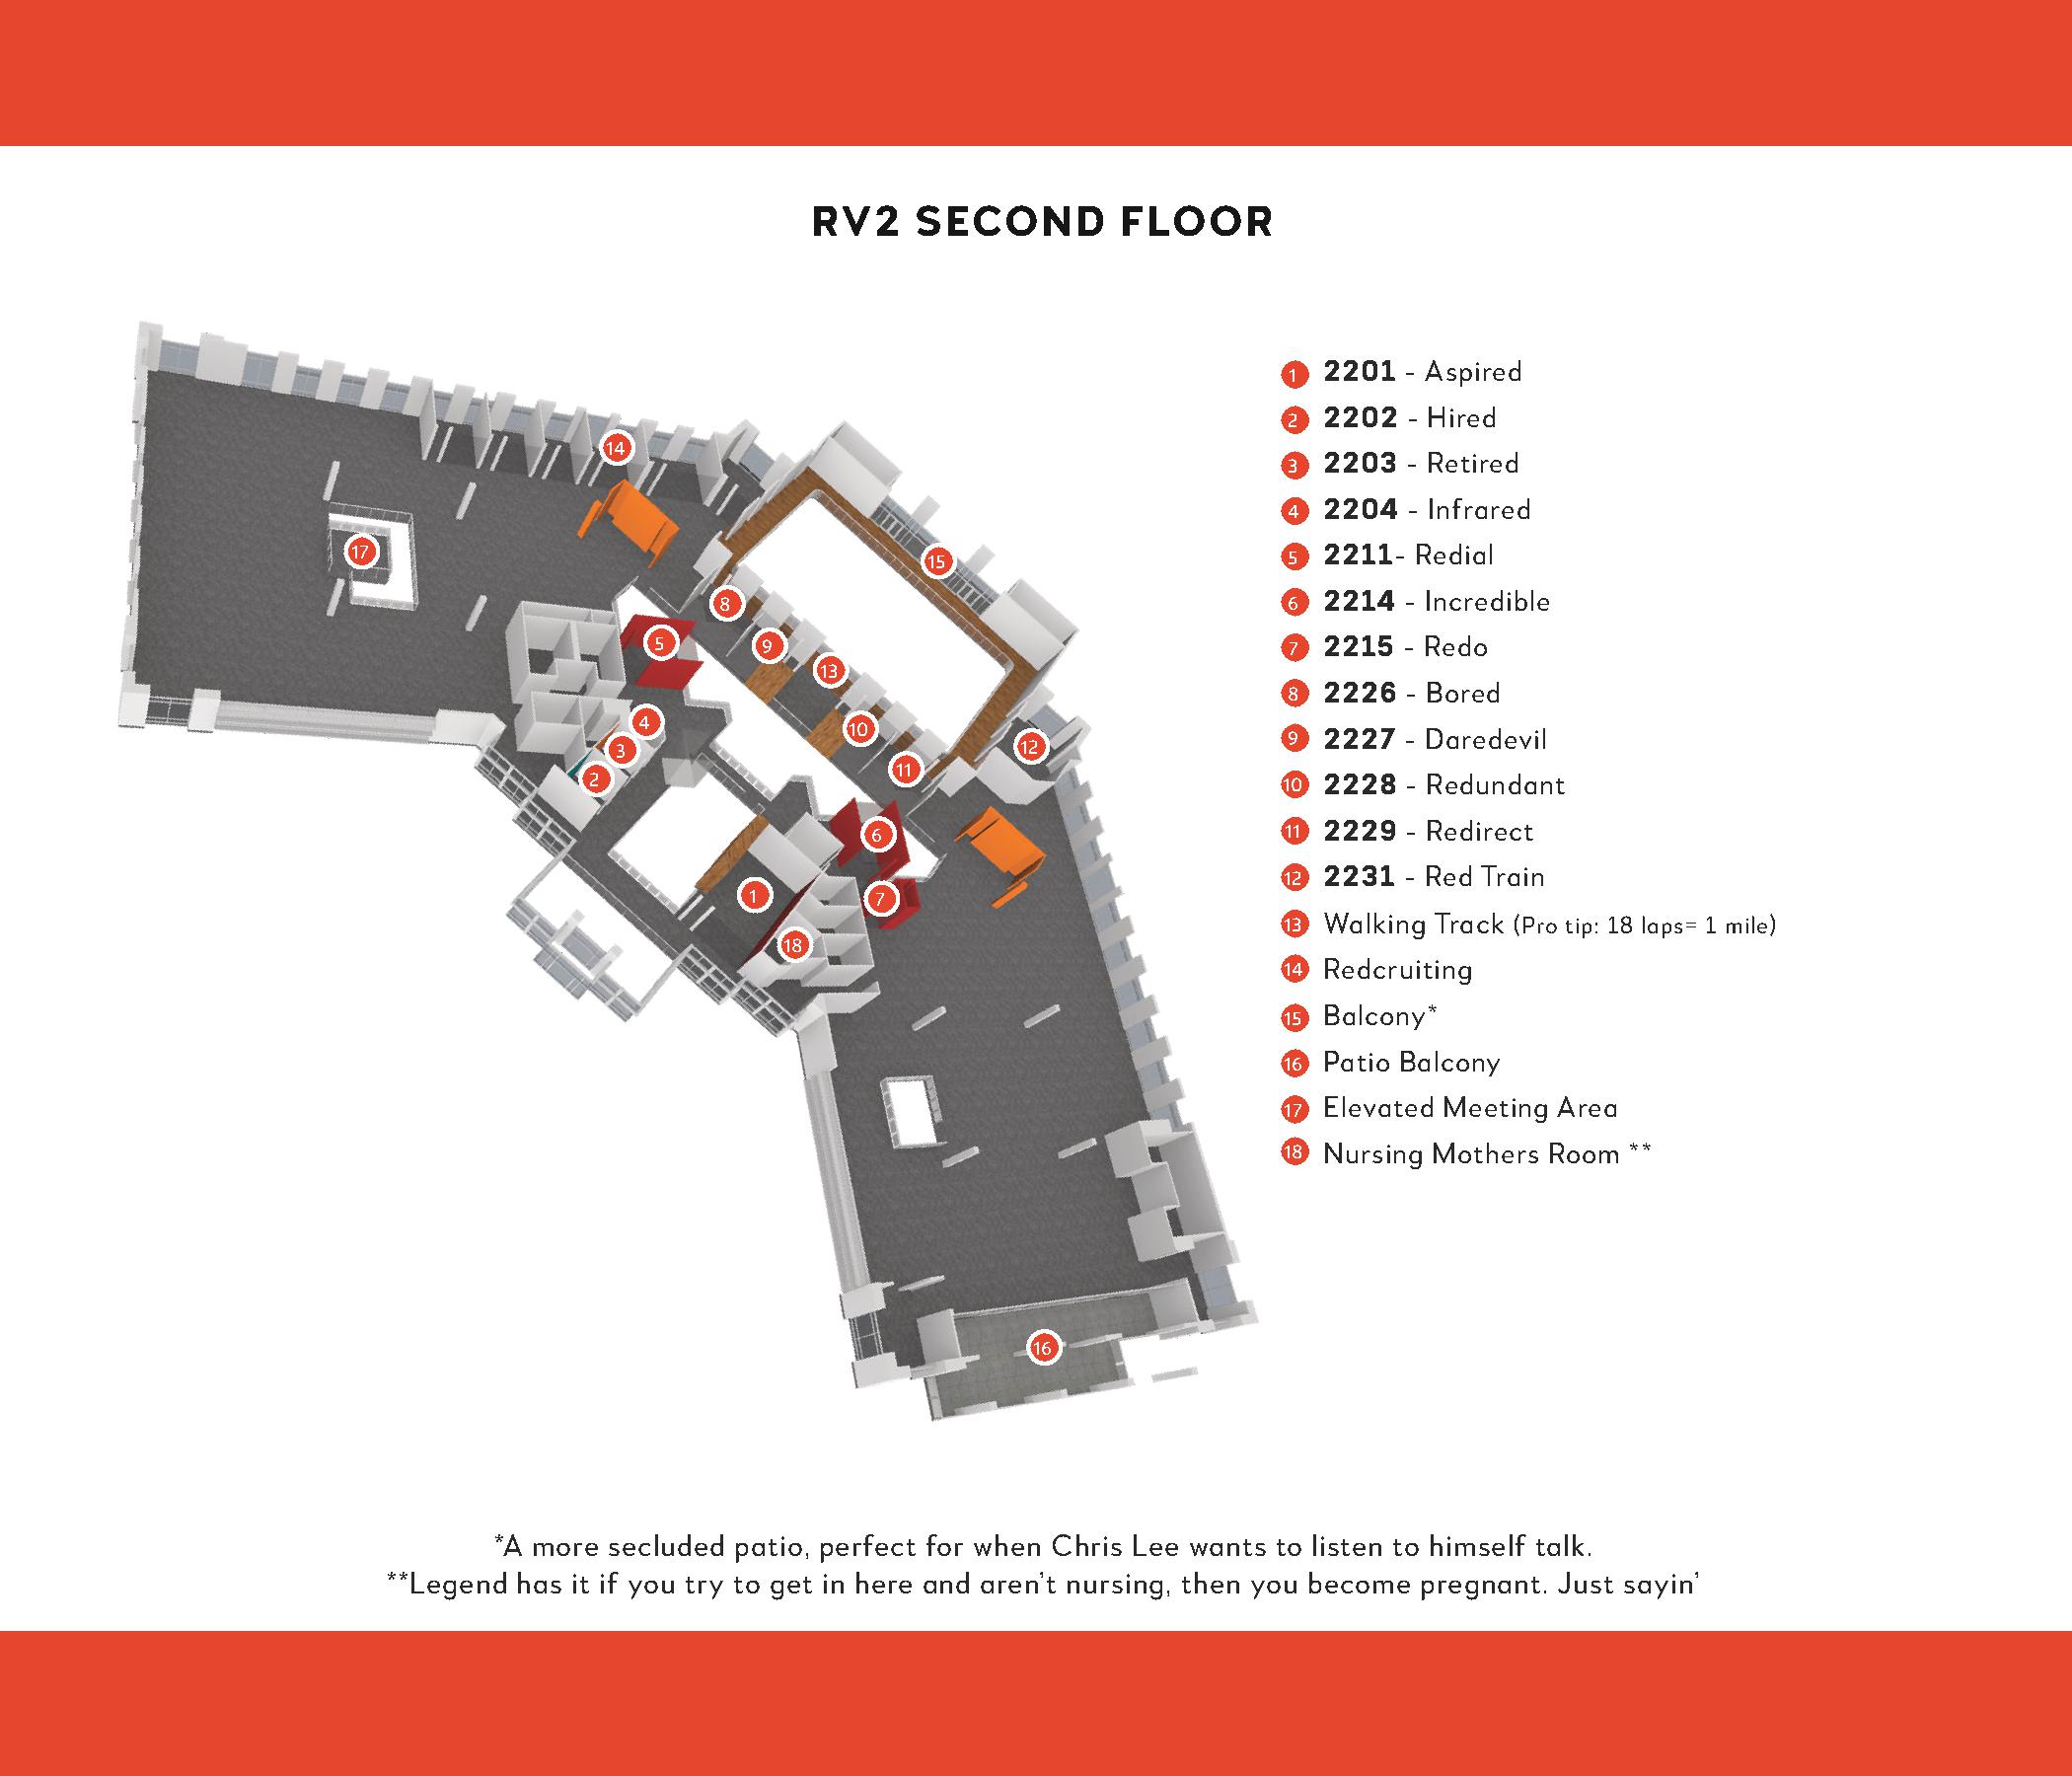 RV2 SECOND FLOOR
1 2201 - Aspired
2 2202 - Hired
3 2203 - Retired
4 2204 - Infrared
5 2211- Redial
6 2214 - Incredible
7 2215 - Redo
8 2226 - Bored
9 2227 - Daredevil
10 2228 - Redundant
11 2229 - Redirect
12 2231 - Red Train
13 Walking Track (Pro tip: 18 laps= 1 mile)
14 Redcruiting
15 Balcony*
16 Patio Balcony
17 Elevated Meeting Area
18 Nursing Mothers Room **
14
17
15
8
5
9
13
4
10
3
12
11
2
6
1
7
18
16
*A more secluded patio, perfect for when Chris Lee wants to listen to himself talk.
**Legend has it if you try to get in here and aren't nursing, then you become pregnant. Just sayin'